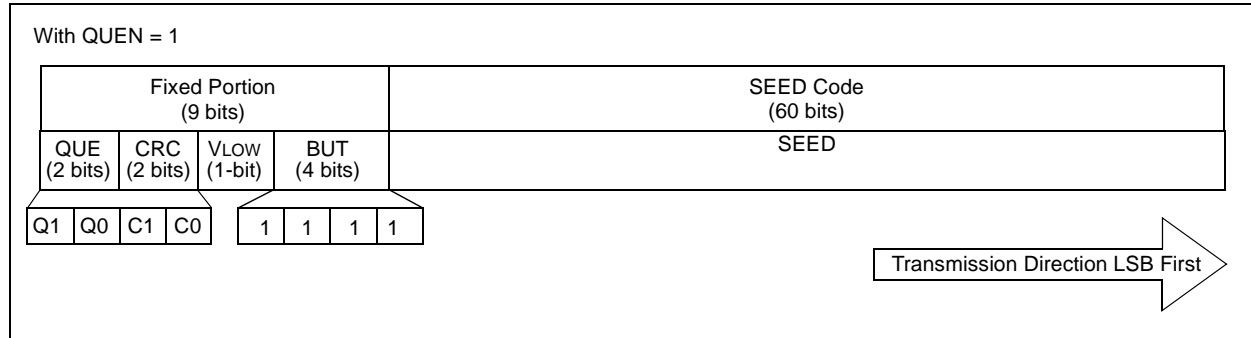 With QUEN = 1
Fixed Portion
(9 bits)
SEED Code
(60 bits)
QUE
(2 bits)
CRC
(2 bits)
VLOW
(1-bit)
BUT
(4 bits)
SEED
Q1 Q0 C1 C0
1 1 1 1
Transmission Direction LSB First